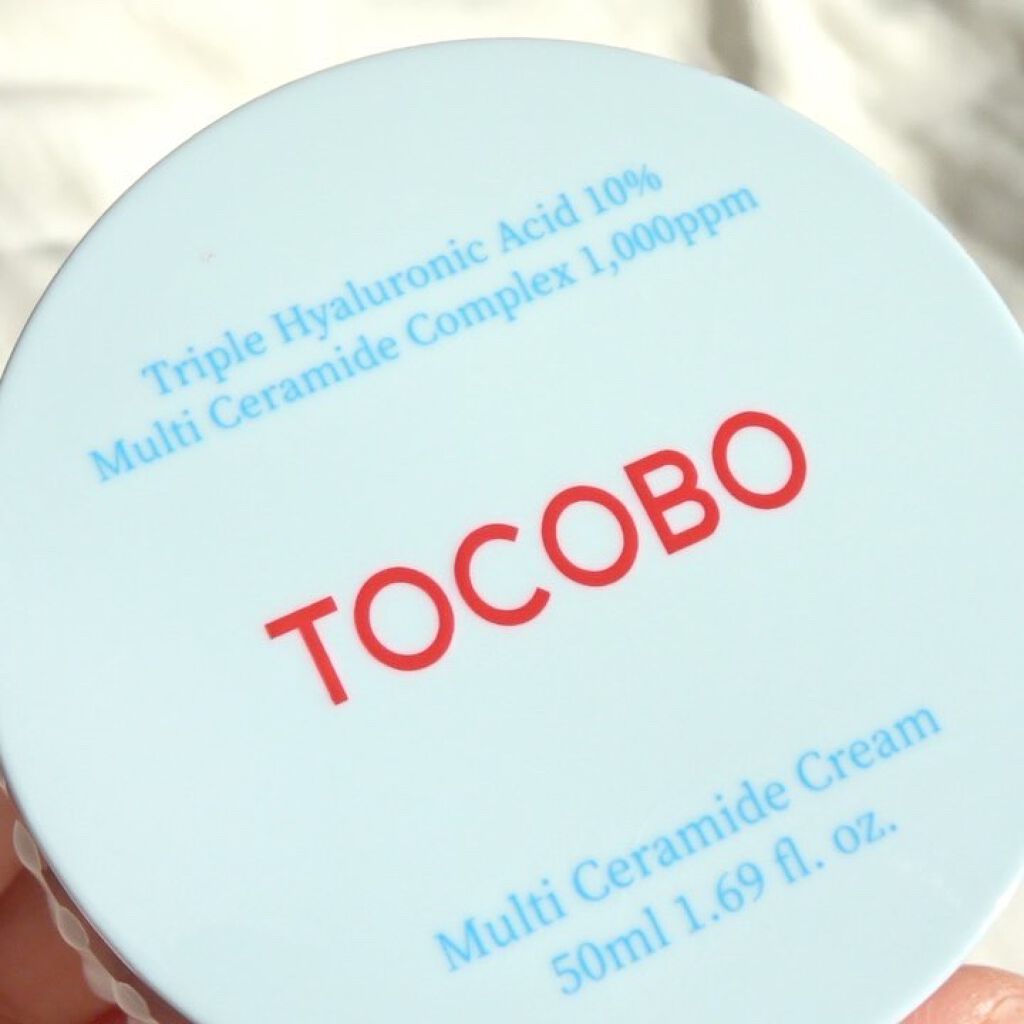 Triple Hyaluronic Acid 10%
Multi Ceramide Complex 1,000ppm
TOCOBO
Multi Ceramide Cream
50ml 1.69 fl. oz.